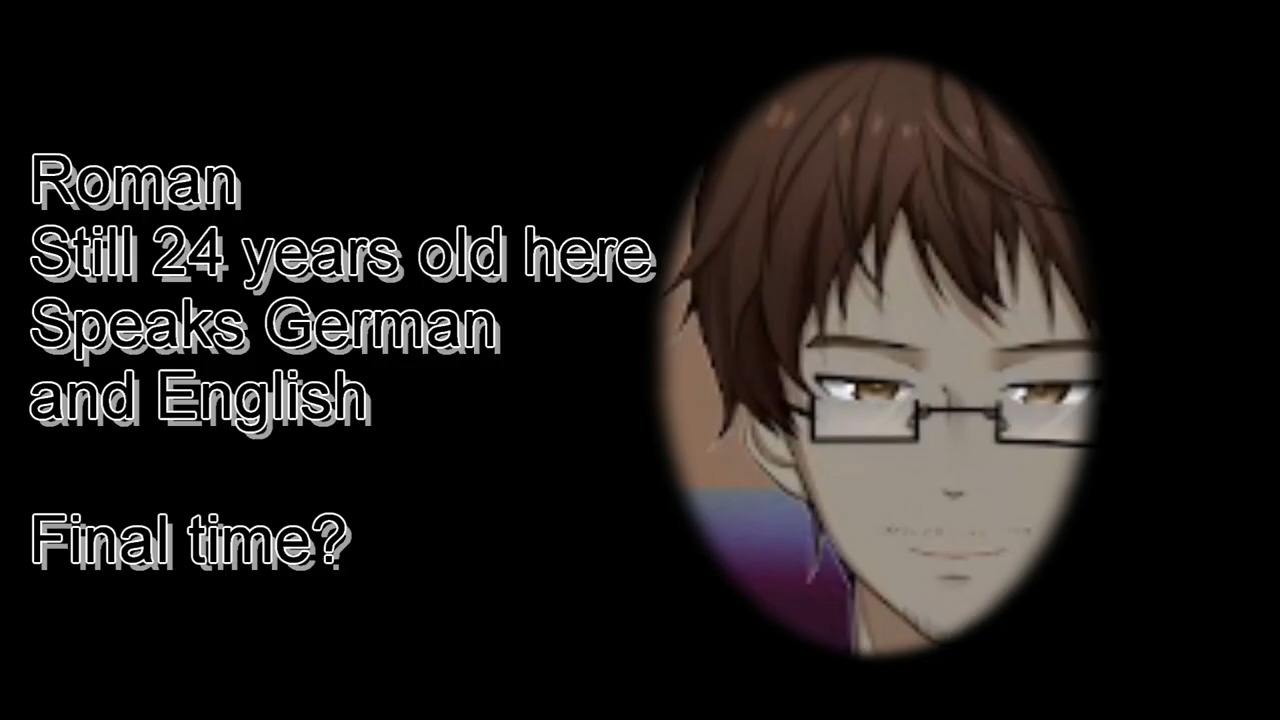 Roman
Still 24 years old here
Speaks German
and English
Final time?